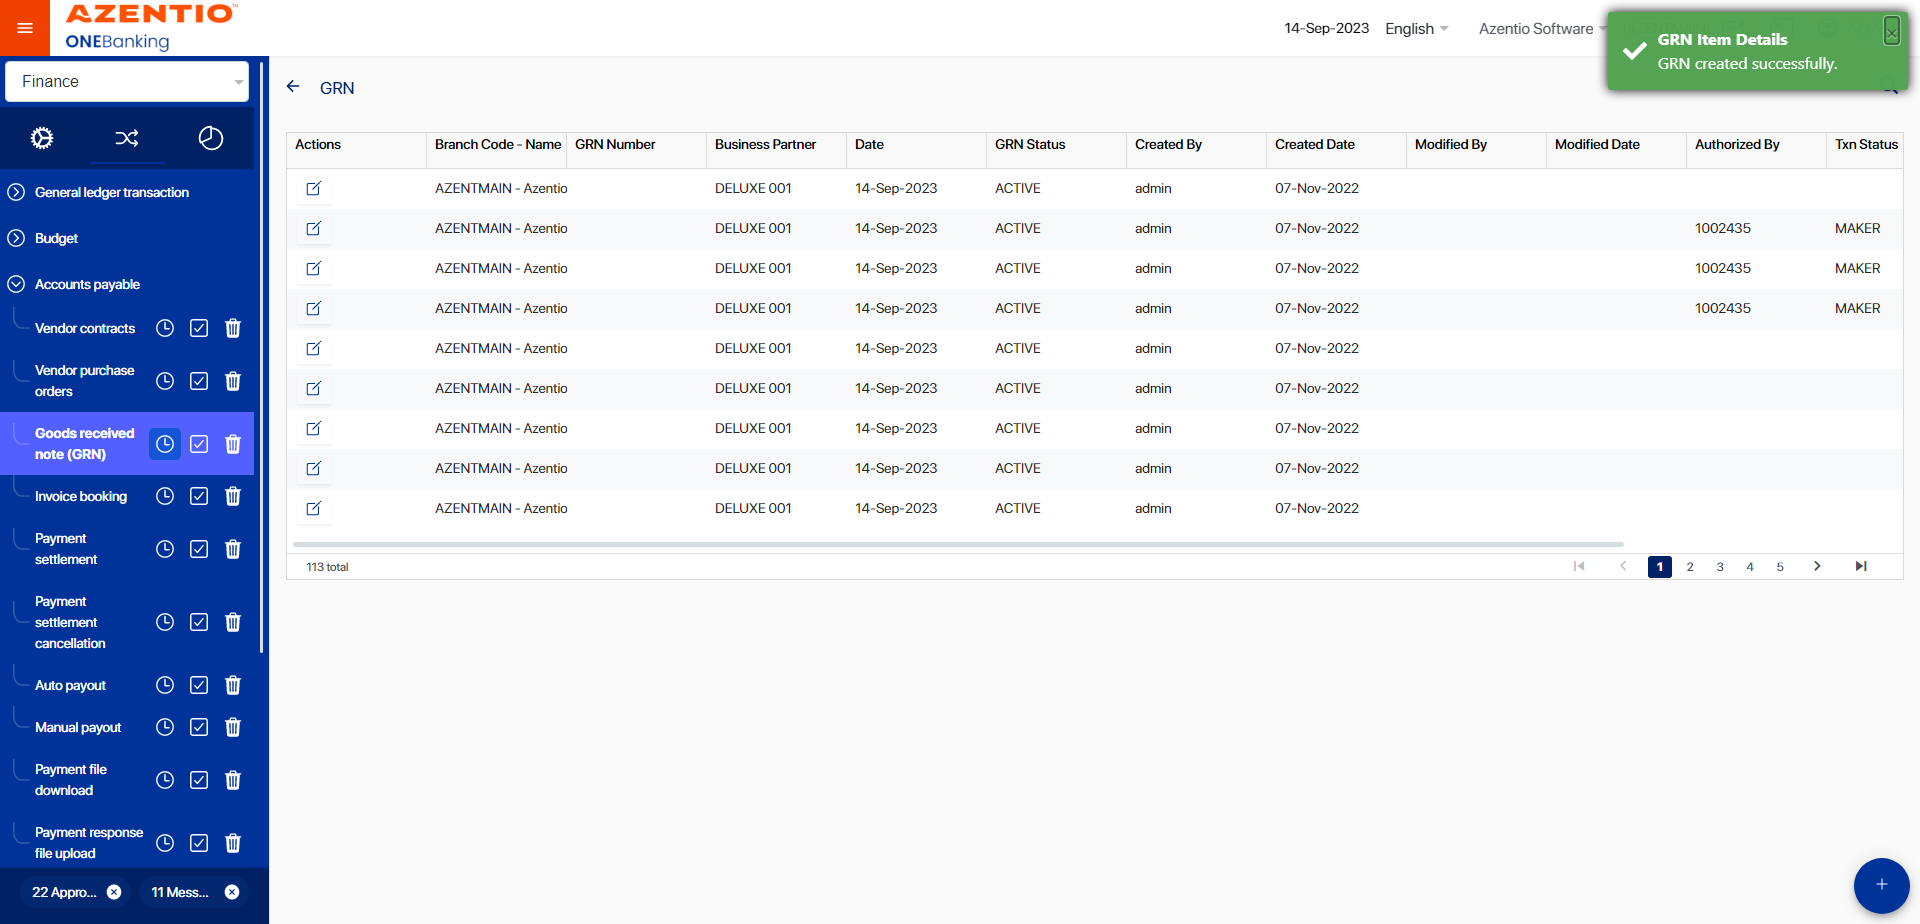 AZENTIO™
ONEBanking
14-Sep-2023 English Azentio Software
GRN Item Details
GRN created successfully.
Finance
GRN
General ledger transaction
Budget
Accounts payable
Vendor contracts
Vendor purchase
orders
Goods received
note (GRN)
Invoice booking
Payment
settlement
Payment
settlement
cancellation
Auto payout
Manual payout
Payment file
download
Payment response
file upload
22 Appro... 11 Mess...
Actions Branch Code - Name GRN Number Business Partner Date GRN Status Created By Created Date Modified By Modified Date Authorized By Txn Status
AZENTMAIN - Azentio DELUXE 001 14-Sep-2023 ACTIVE admin 07-Nov-2022
AZENTMAIN - Azentio DELUXE 001 14-Sep-2023 ACTIVE admin 07-Nov-2022 1002435 MAKER
AZENTMAIN - Azentio DELUXE 001 14-Sep-2023 ACTIVE admin 07-Nov-2022 1002435 MAKER
AZENTMAIN - Azentio DELUXE 001 14-Sep-2023 ACTIVE admin 07-Nov-2022 1002435 MAKER
AZENTMAIN - Azentio DELUXE 001 14-Sep-2023 ACTIVE admin 07-Nov-2022
AZENTMAIN - Azentio DELUXE 001 14-Sep-2023 ACTIVE admin 07-Nov-2022
AZENTMAIN - Azentio DELUXE 001 14-Sep-2023 ACTIVE admin 07-Nov-2022
AZENTMAIN - Azentio DELUXE 001 14-Sep-2023 ACTIVE admin 07-Nov-2022
AZENTMAIN - Azentio DELUXE 001 14-Sep-2023 ACTIVE admin 07-Nov-2022
113 total 1 2 3 4 5